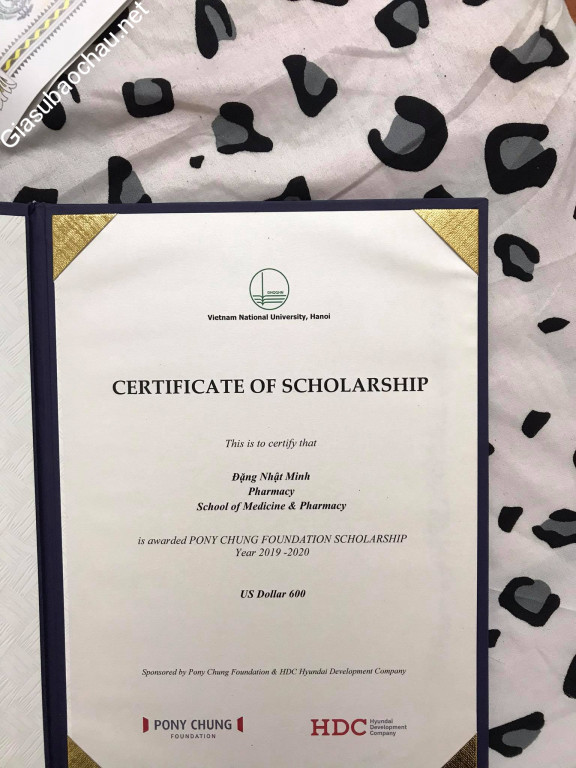 Giasubaochau.net
Vietnam National University, Hanoi
CERTIFICATE OF SCHOLARSHIP
This is to certify that
Đặng Nhật Minh
Pharmacy
School of Medicine & Pharmacy
is awarded PONY CHUNG FOUNDATION SCHOLARSHIP
Year 2019 -2020
US Dollar 600
Sponsored by Pony Chung Foundation & HDC Hyundai Development Company
PONY CHUNG
FOUNDATION
HDC Hyundai
Development
Company